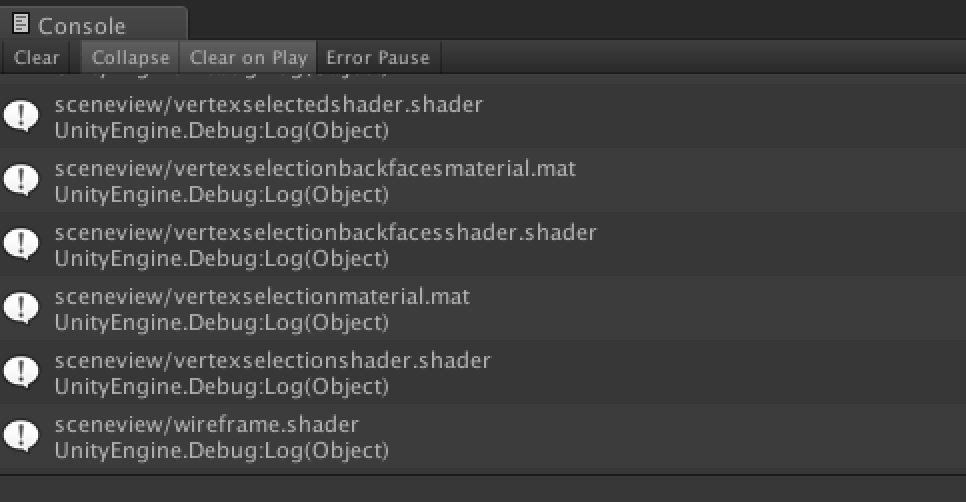 Console
Clear Collapse Clear on Play Error Pause
sceneview/vertexselectedshader.shader
UnityEngine.Debug:Log(Object)
sceneview/vertexselectionbackfacesmaterial.mat
UnityEngine.Debug:Log(Object)
sceneview/vertexselectionbackfacesshader.shader
UnityEngine.Debug:Log(Object)
sceneview/vertexselectionmaterial.mat
UnityEngine.Debug:Log(Object)
sceneview/vertexselectionshader.shader
UnityEngine.Debug:Log(Object)
sceneview/wireframe.shader
UnityEngine.Debug:Log(Object)